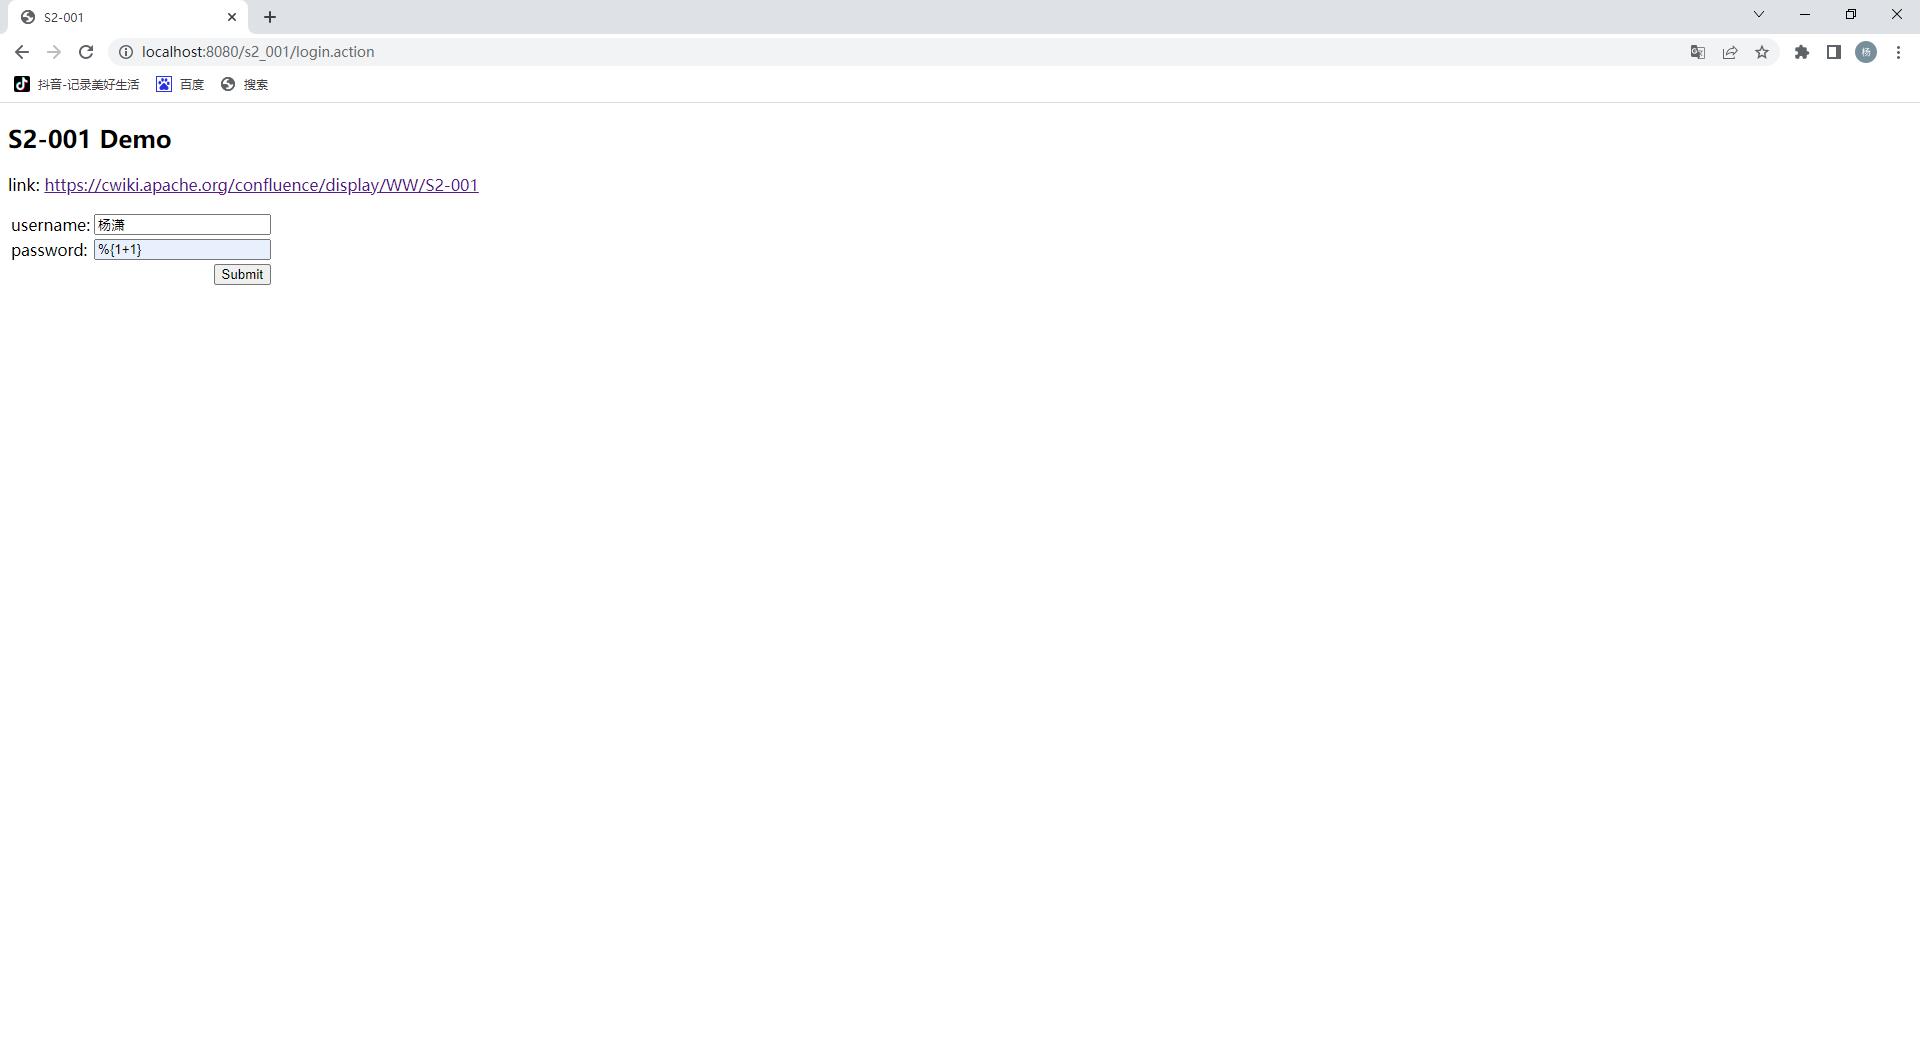 S2-001
localhost:8080/s2_001/login.action
杨
抖音-记录美好生活 百度 搜索
S2-001 Demo
link: https://cwiki.apache.org/confluence/display/WW/S2-001
username: 杨潇
password: %{1+1}
Submit